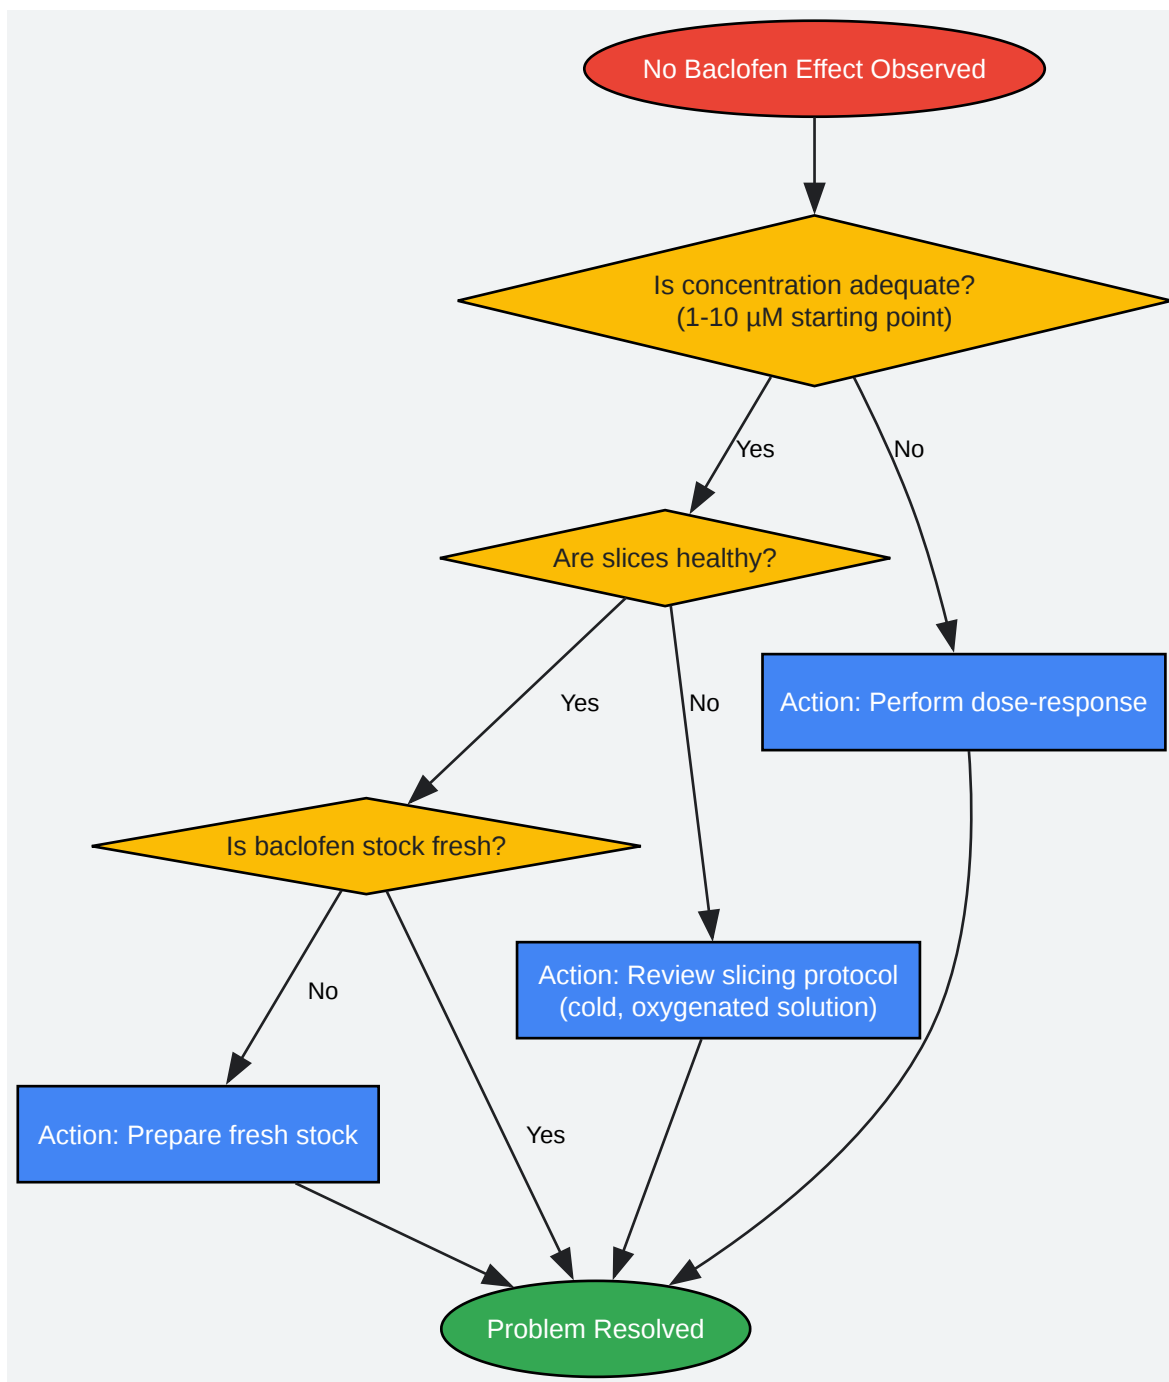 No Baclofen Effect Observed
Is concentration adequate?
(1-10 µM starting point)
Yes
No
Are slices healthy?
Yes
No
Action: Perform dose-response
Is baclofen stock fresh?
No
Action: Review slicing protocol
(cold, oxygenated solution)
Action: Prepare fresh stock
Yes
Problem Resolved